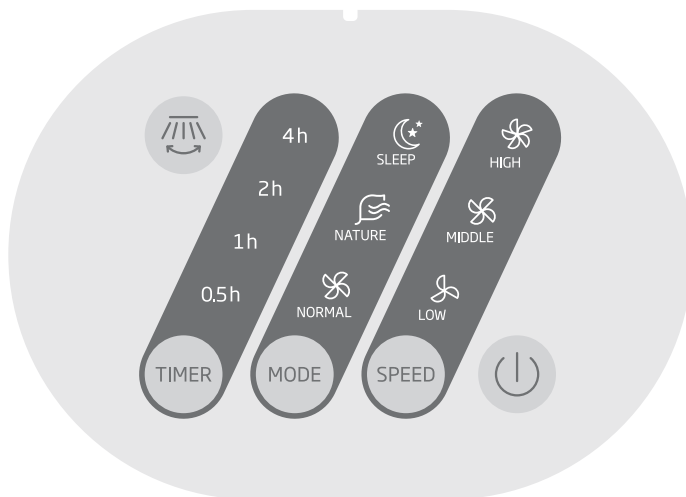 4h
2h
1h
0.5h
TIMER
SLEEP
NATURE
NORMAL
MODE
HIGH
MIDDLE
LOW
SPEED